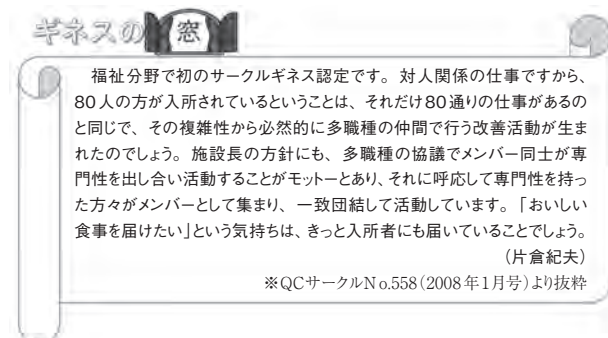 ギネスの窓
福祉分野で初のサークルギネス認定です。対人関係の仕事ですから、
80人の方が入所されているということは、それだけ80通りの仕事があるの
と同じで、その複雑性から必然的に多職種の仲間で行う改善活動が生ま
れたのでしょう。施設長の方針にも、多職種の協議でメンバー同士が専
門性を出し合い活動することがモットーとあり、それに呼応して専門性を持っ
た方々がメンバーとして集まり、一致団結して活動しています。「おいしい
食事を届けたい」という気持ちは、きっと入所者にも届いていることでしょう。
(片倉紀夫)
※QCサークルNo.558(2008年1月号)より抜粋